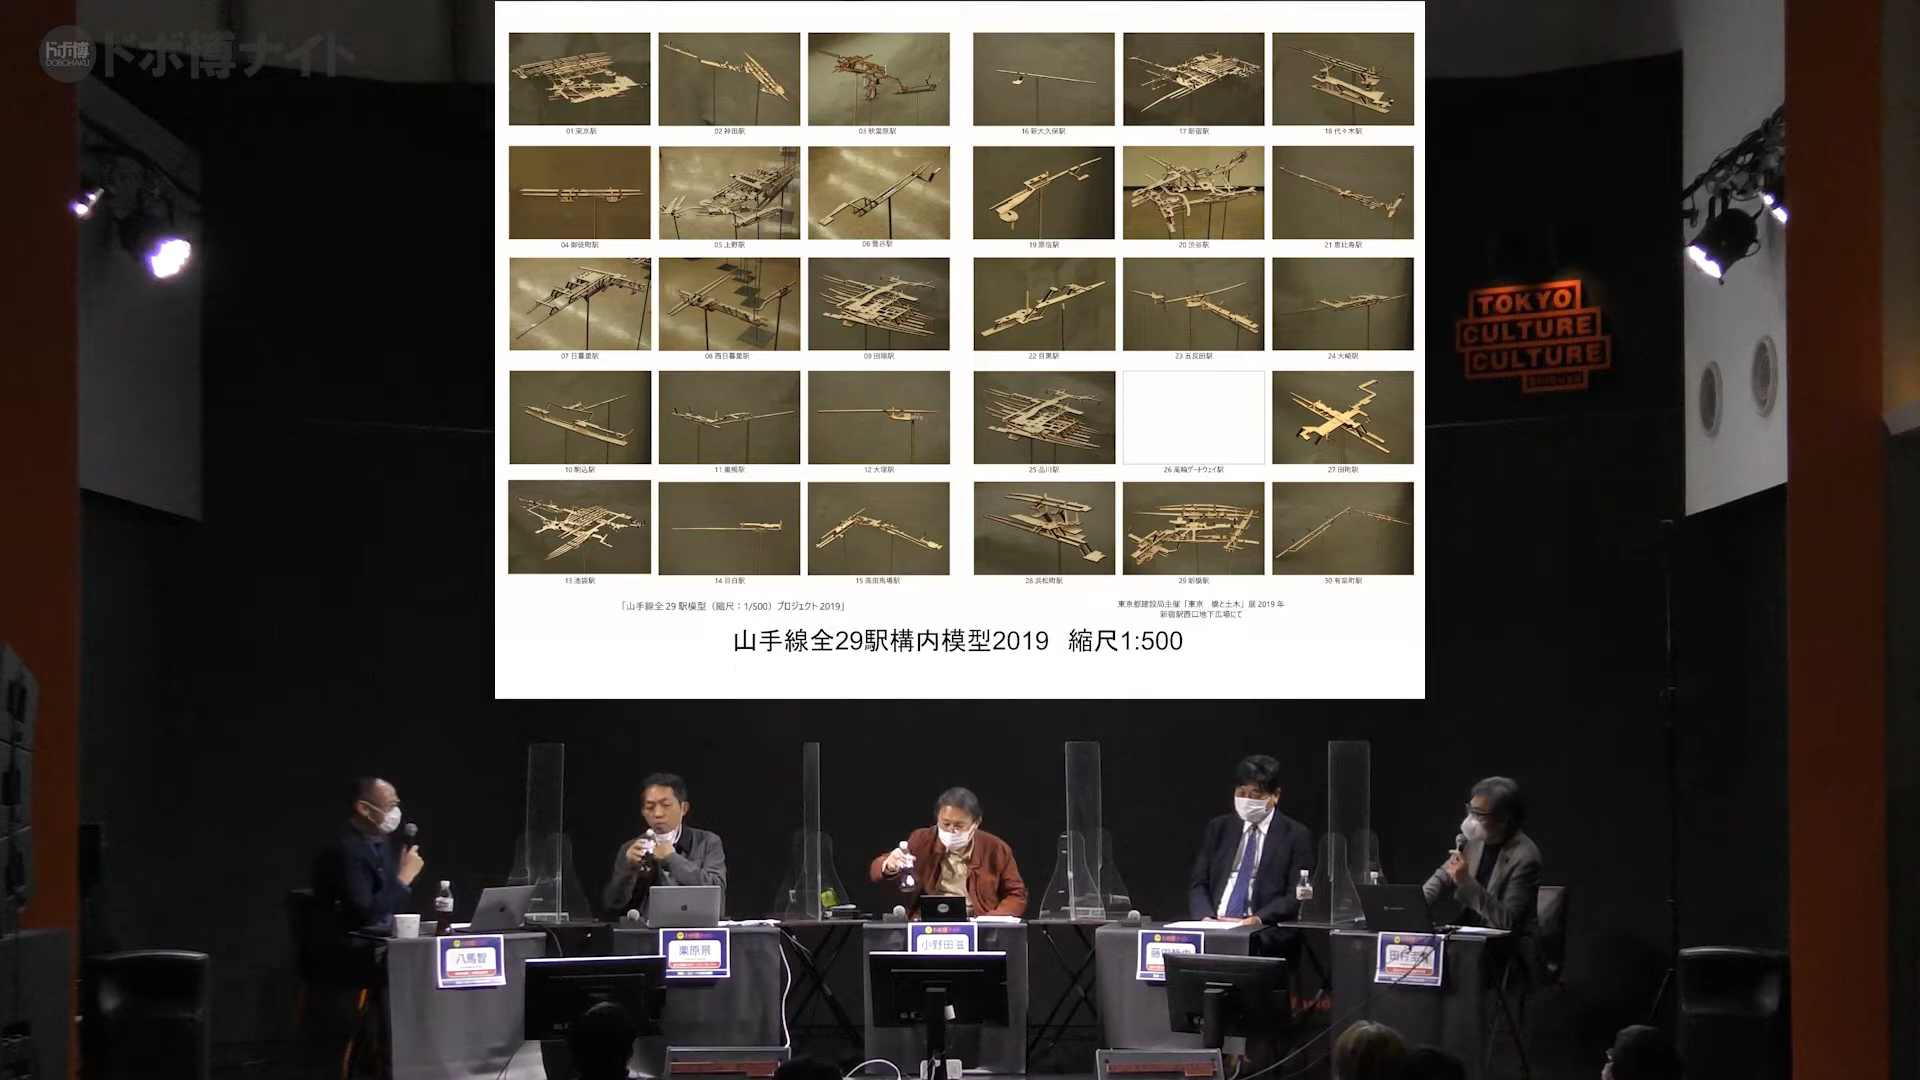 ドボ博
DOBOHAKU
ドボ博ナイト
01 東京駅
02 神田駅
03 秋葉原駅
16 新大久保駅
17 新宿駅
18 代々木駅
04 御徒町駅
05 上野駅
06 鶯谷駅
19 原宿駅
20 渋谷駅
21 恵比寿駅
07 日暮里駅
08 西日暮里駅
09 田端駅
22 目黒駅
23 五反田駅
24 大崎駅
10 駒込駅
11 巣鴨駅
12 大塚駅
25 品川駅
26 高輪ゲートウェイ駅
27 田町駅
13 池袋駅
14 目白駅
15 高田馬場駅
28 浜松町駅
29 新橋駅
30 有楽町駅
「山手線全 29 駅模型（縮尺：1/500）プロジェクト 2019」
東京都建設局主催「東京　橋と土木」展 2019 年
新宿駅西口地下広場にて
山手線全29駅構内模型2019　縮尺1:500
TOKYO
CULTURE
CULTURE
八馬智
栗原景
小野田滋